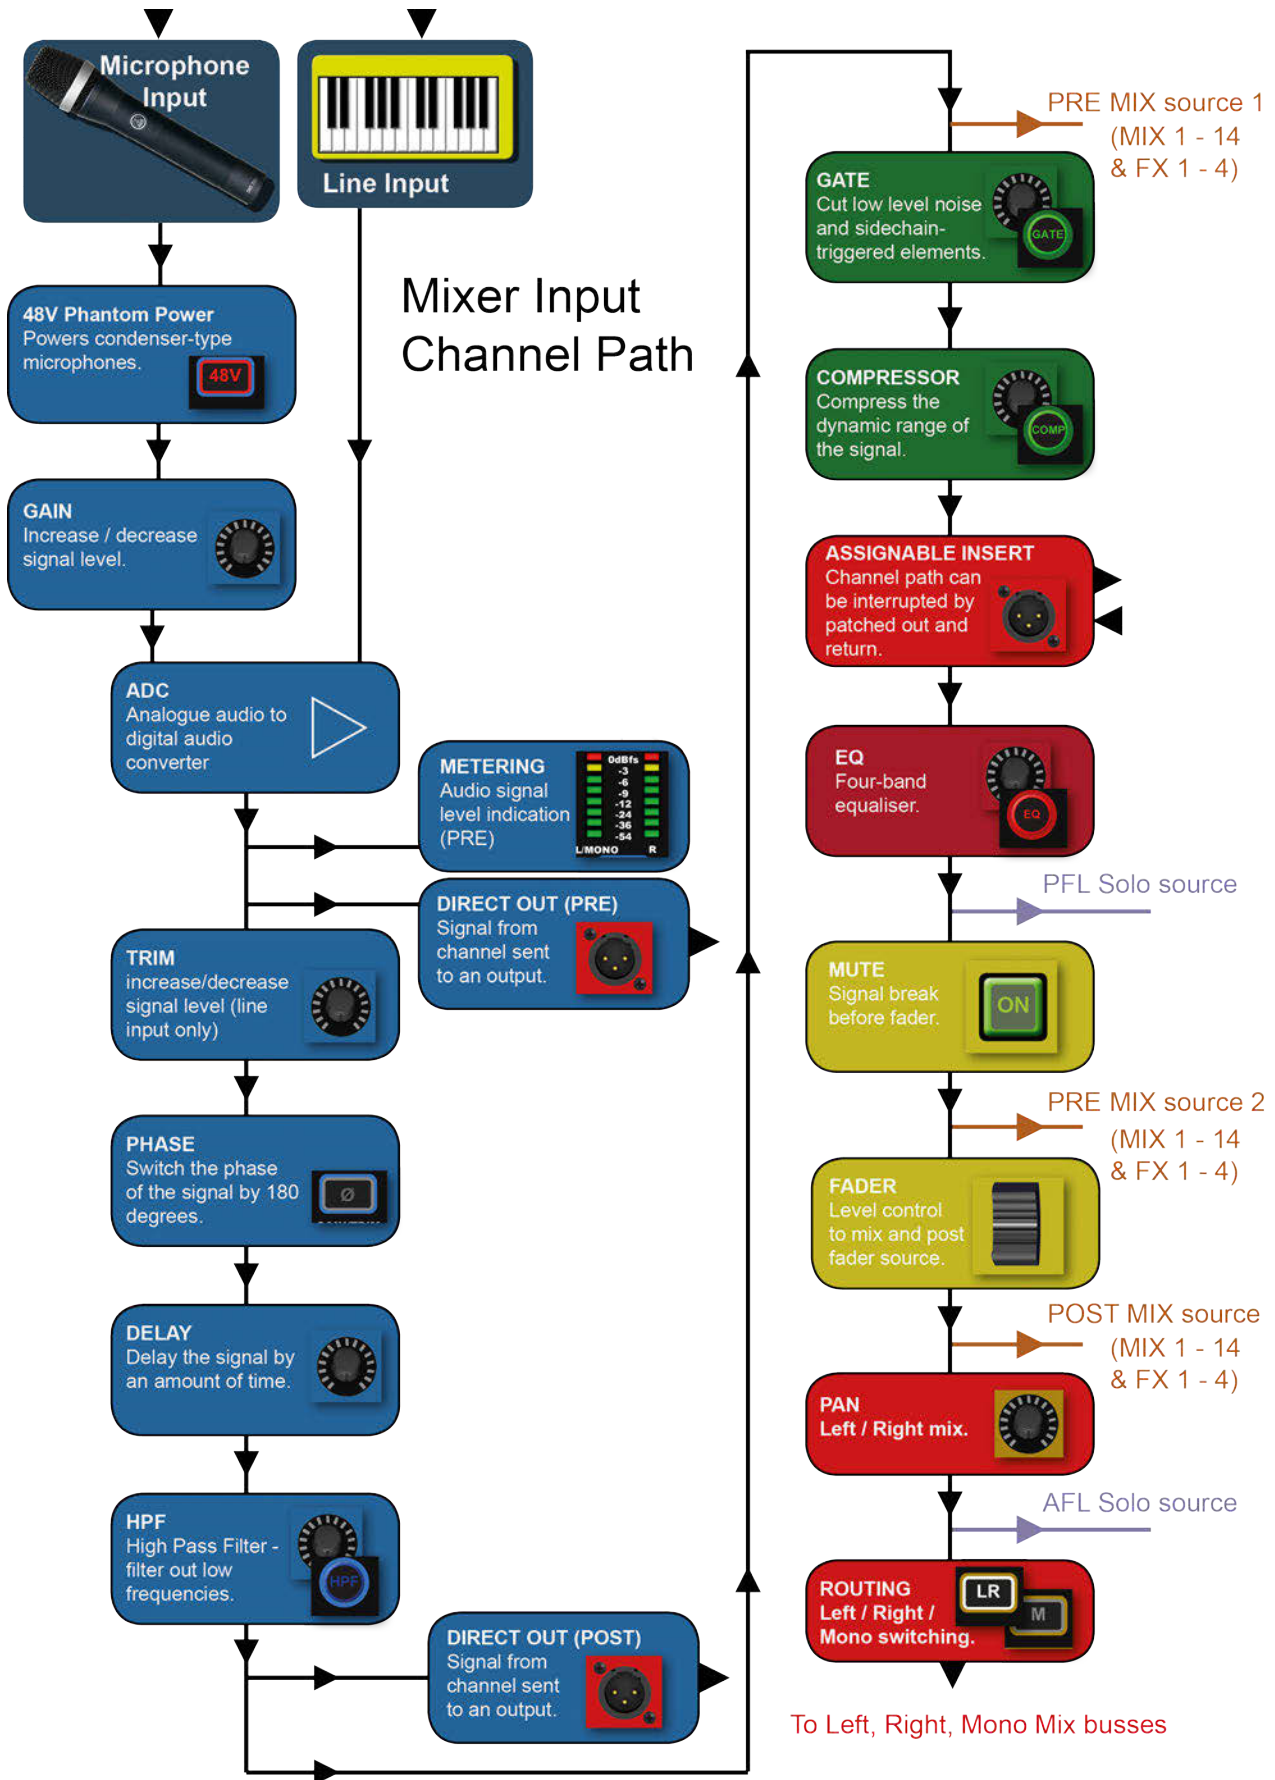 Microphone
Input
Line Input
Mixer Input
Channel Path
48V Phantom Power
Powers condenser-type
microphones.
48V
GAIN
Increase / decrease
signal level.
ADC
Analogue audio to
digital audio
converter
METERING
Audio signal
level indication
(PRE)
0dBfs
-3
-6
-9
-12
-24
-36
-54
L/MONO R
DIRECT OUT (PRE)
Signal from
channel sent
to an output.
TRIM
increase/decrease
signal level (line
input only)
PHASE
Switch the phase
of the signal by 180
degrees.
Ø
DELAY
Delay the signal by
an amount of time.
HPF
High Pass Filter -
filter out low
frequencies.
HPF
DIRECT OUT (POST)
Signal from
channel sent
to an output.
PRE MIX source 1
(MIX 1 - 14
& FX 1 - 4)
GATE
Cut low level noise
and sidechain-
triggered elements.
GATE
COMPRESSOR
Compress the
dynamic range of
the signal.
COMP
ASSIGNABLE INSERT
Channel path can
be interrupted by
patched out and
return.
EQ
Four-band
equaliser.
EQ
PFL Solo source
MUTE
Signal break
before fader.
ON
PRE MIX source 2
(MIX 1 - 14
& FX 1 - 4)
FADER
Level control
to mix and post
fader source.
POST MIX source
(MIX 1 - 14
& FX 1 - 4)
PAN
Left / Right mix.
AFL Solo source
ROUTING
Left / Right /
Mono switching.
LR
M
To Left, Right, Mono Mix busses